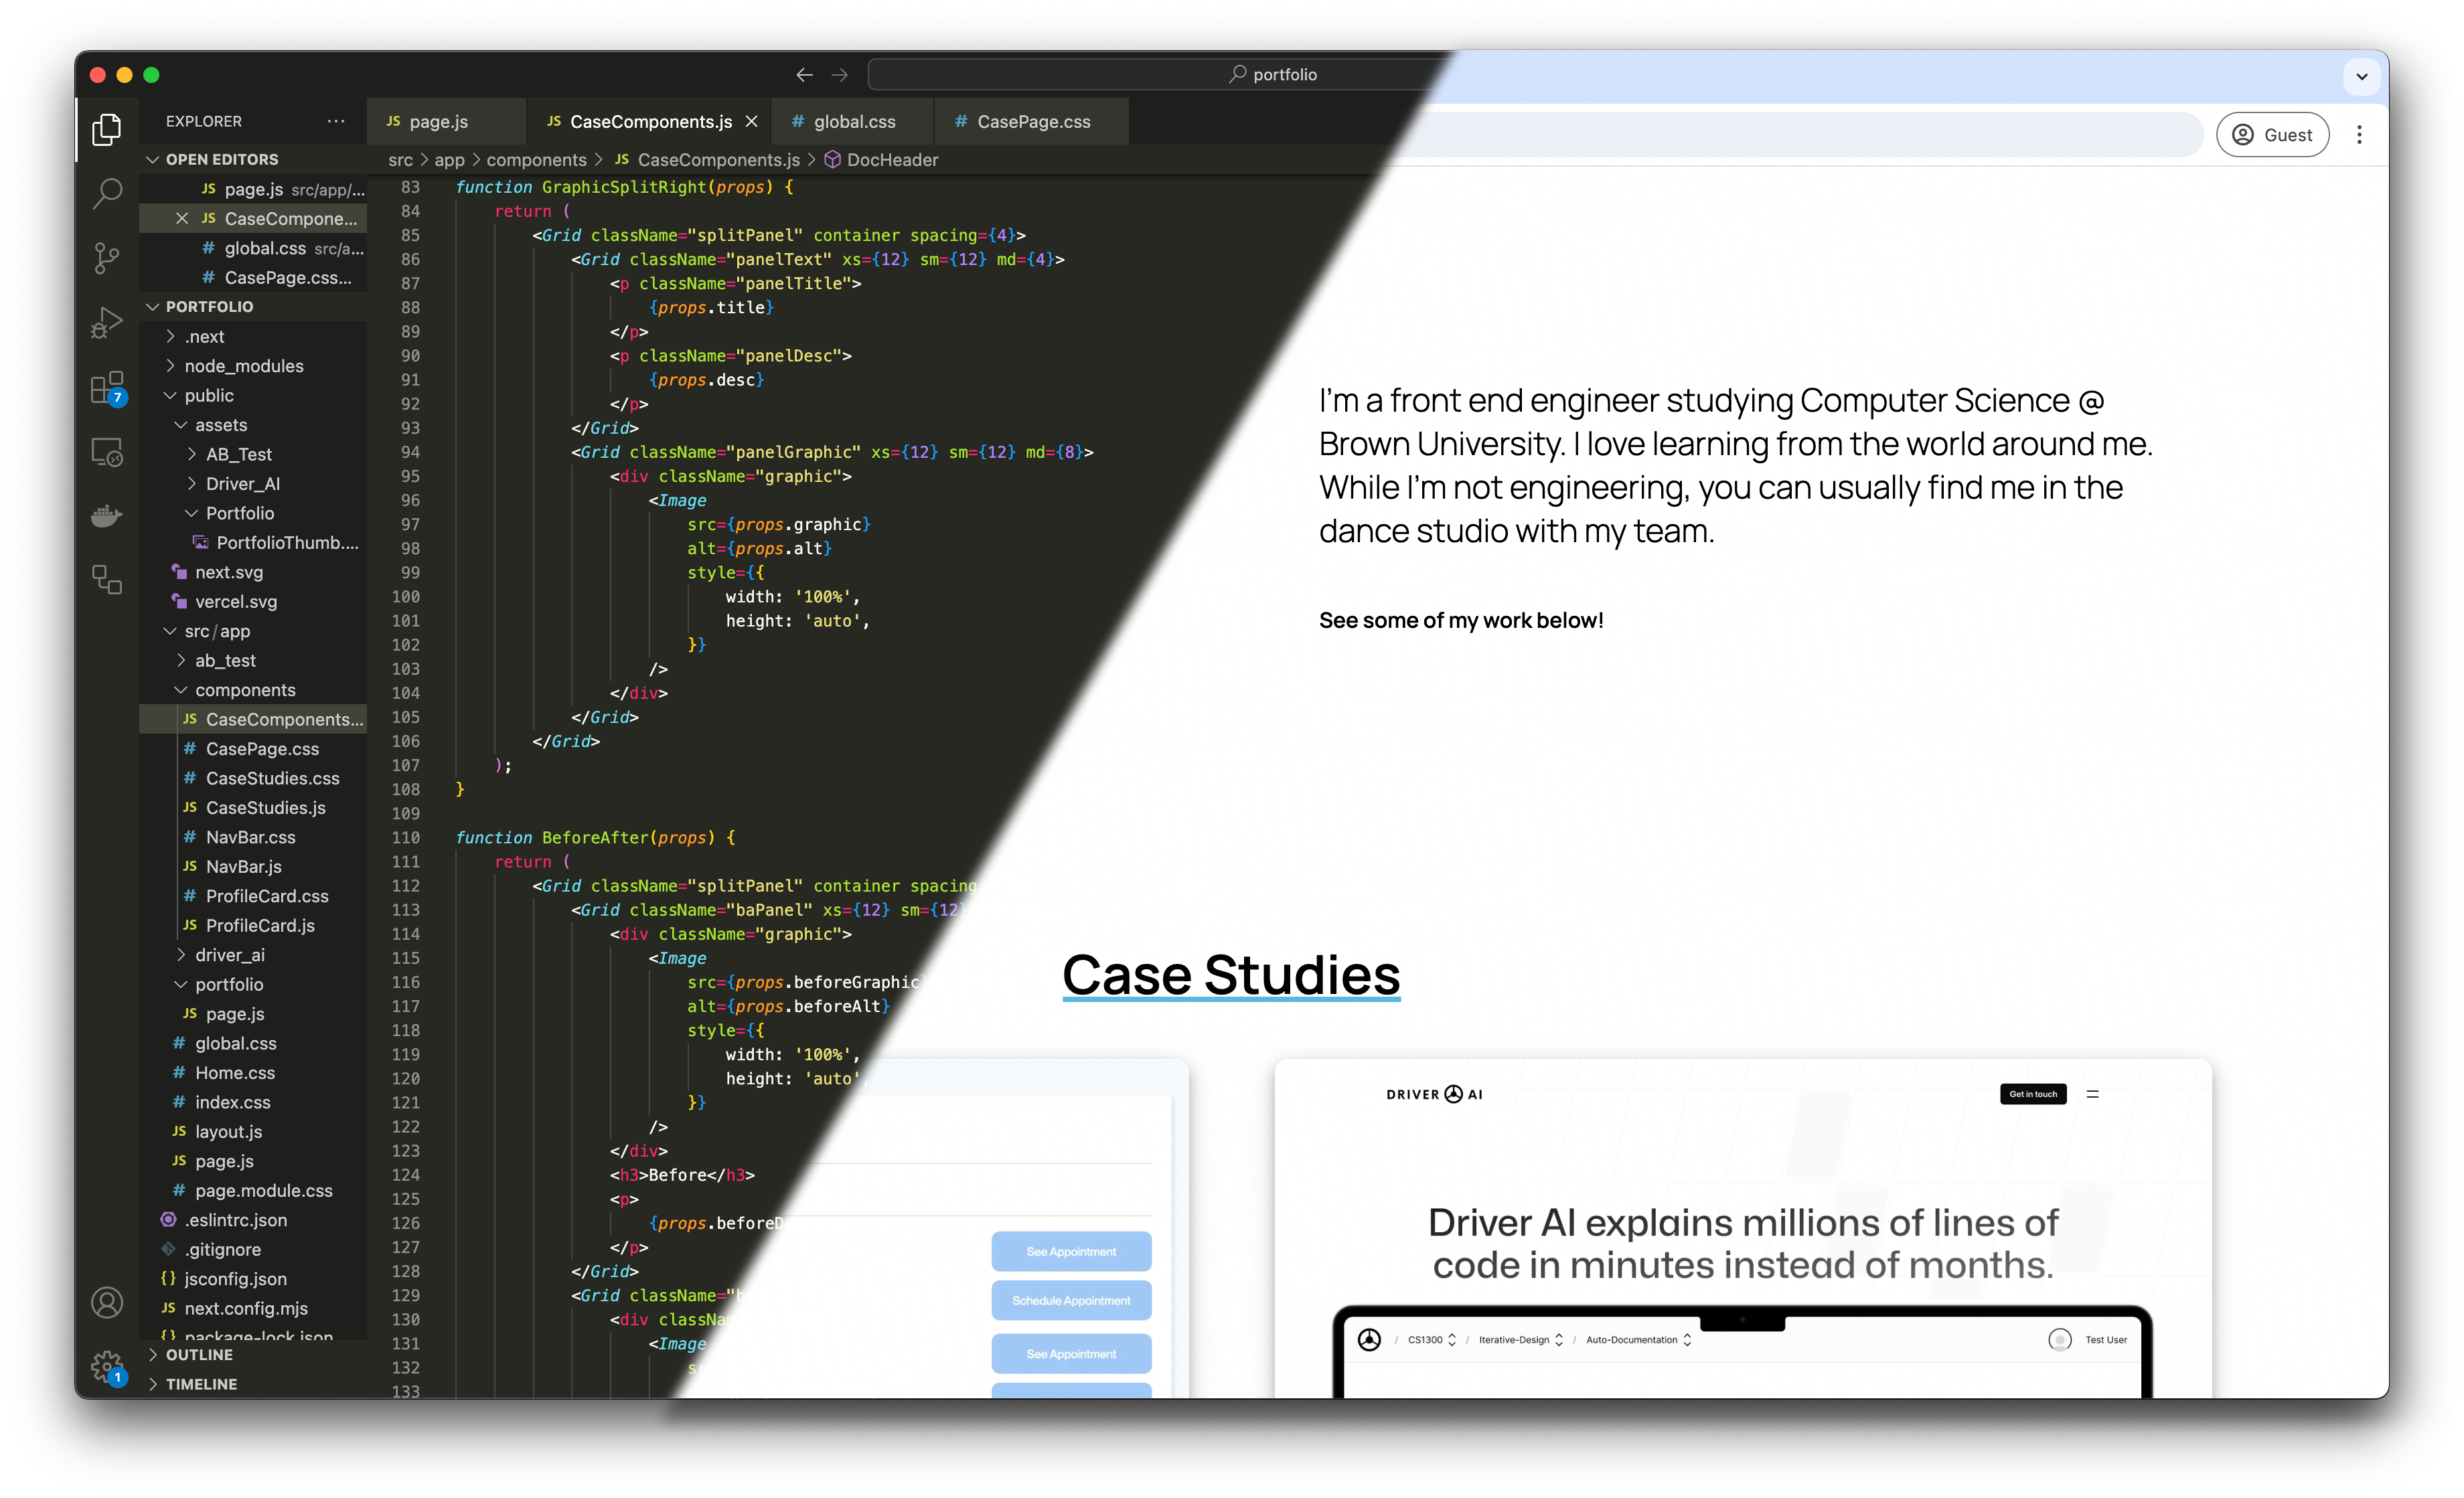 portfolio
Guest
EXPLORER
OPEN EDITORS
JS page.js src/app/...
JS CaseCompone...
# global.css src/a...
# CasePage.css...
PORTFOLIO
.next
node_modules
public
assets
AB_Test
Driver_AI
Portfolio
PortfolioThumb....
next.svg
vercel.svg
src/app
ab_test
components
JS CaseComponents...
# CasePage.css
# CaseStudies.css
JS CaseStudies.js
# NavBar.css
JS NavBar.js
# ProfileCard.css
JS ProfileCard.js
driver_ai
portfolio
JS page.js
# global.css
# Home.css
# index.css
JS layout.js
JS page.js
# page.module.css
.eslintrc.json
.gitignore
{} jsconfig.json
JS next.config.mjs
{} package-lock.json
OUTLINE
TIMELINE
7
1
JS page.js
JS CaseComponents.js
# global.css
# CasePage.css
src > app > components > JS CaseComponents.js > DocHeader
83 function GraphicSplitRight(props) {
84 return (
85 <Grid className="splitPanel" container spacing={4}>
86 <Grid className="panelText" xs={12} sm={12} md={4}>
87 <p className="panelTitle">
88 {props.title}
89 </p>
90 <p className="panelDesc">
91 {props.desc}
92 </p>
93 </Grid>
94 <Grid className="panelGraphic" xs={12} sm={12} md={8}>
95 <div className="graphic">
96 <Image
97 src={props.graphic}
98 alt={props.alt}
99 style={{
100 width: '100%',
101 height: 'auto',
102 }}
103 />
104 </div>
105 </Grid>
106 </Grid>
107 );
108 }
109
110 function BeforeAfter(props) {
111 return (
112 <Grid className="splitPanel" container spacing
113 <Grid className="baPanel" xs={12} sm={12}
114 <div className="graphic">
115 <Image
116 src={props.beforeGraphic}
117 alt={props.beforeAlt}
118 style={{
119 width: '100%',
120 height: 'auto',
121 }}
122 />
123 </div>
124 <h3>Before</h3>
125 <p>
126 {props.beforeD
127 </p>
128 </Grid>
129 <Grid className="b
130 <div classNa
131 <Image
132 s
133
I'm a front end engineer studying Computer Science @
Brown University. I love learning from the world around me.
While I'm not engineering, you can usually find me in the
dance studio with my team.
See some of my work below!
Case Studies
See Appointment
Schedule Appointment
See Appointment
DRIVER AI
Get in touch
Driver AI explains millions of lines of
code in minutes instead of months.
/ CS1300 / Iterative-Design / Auto-Documentation
Test User